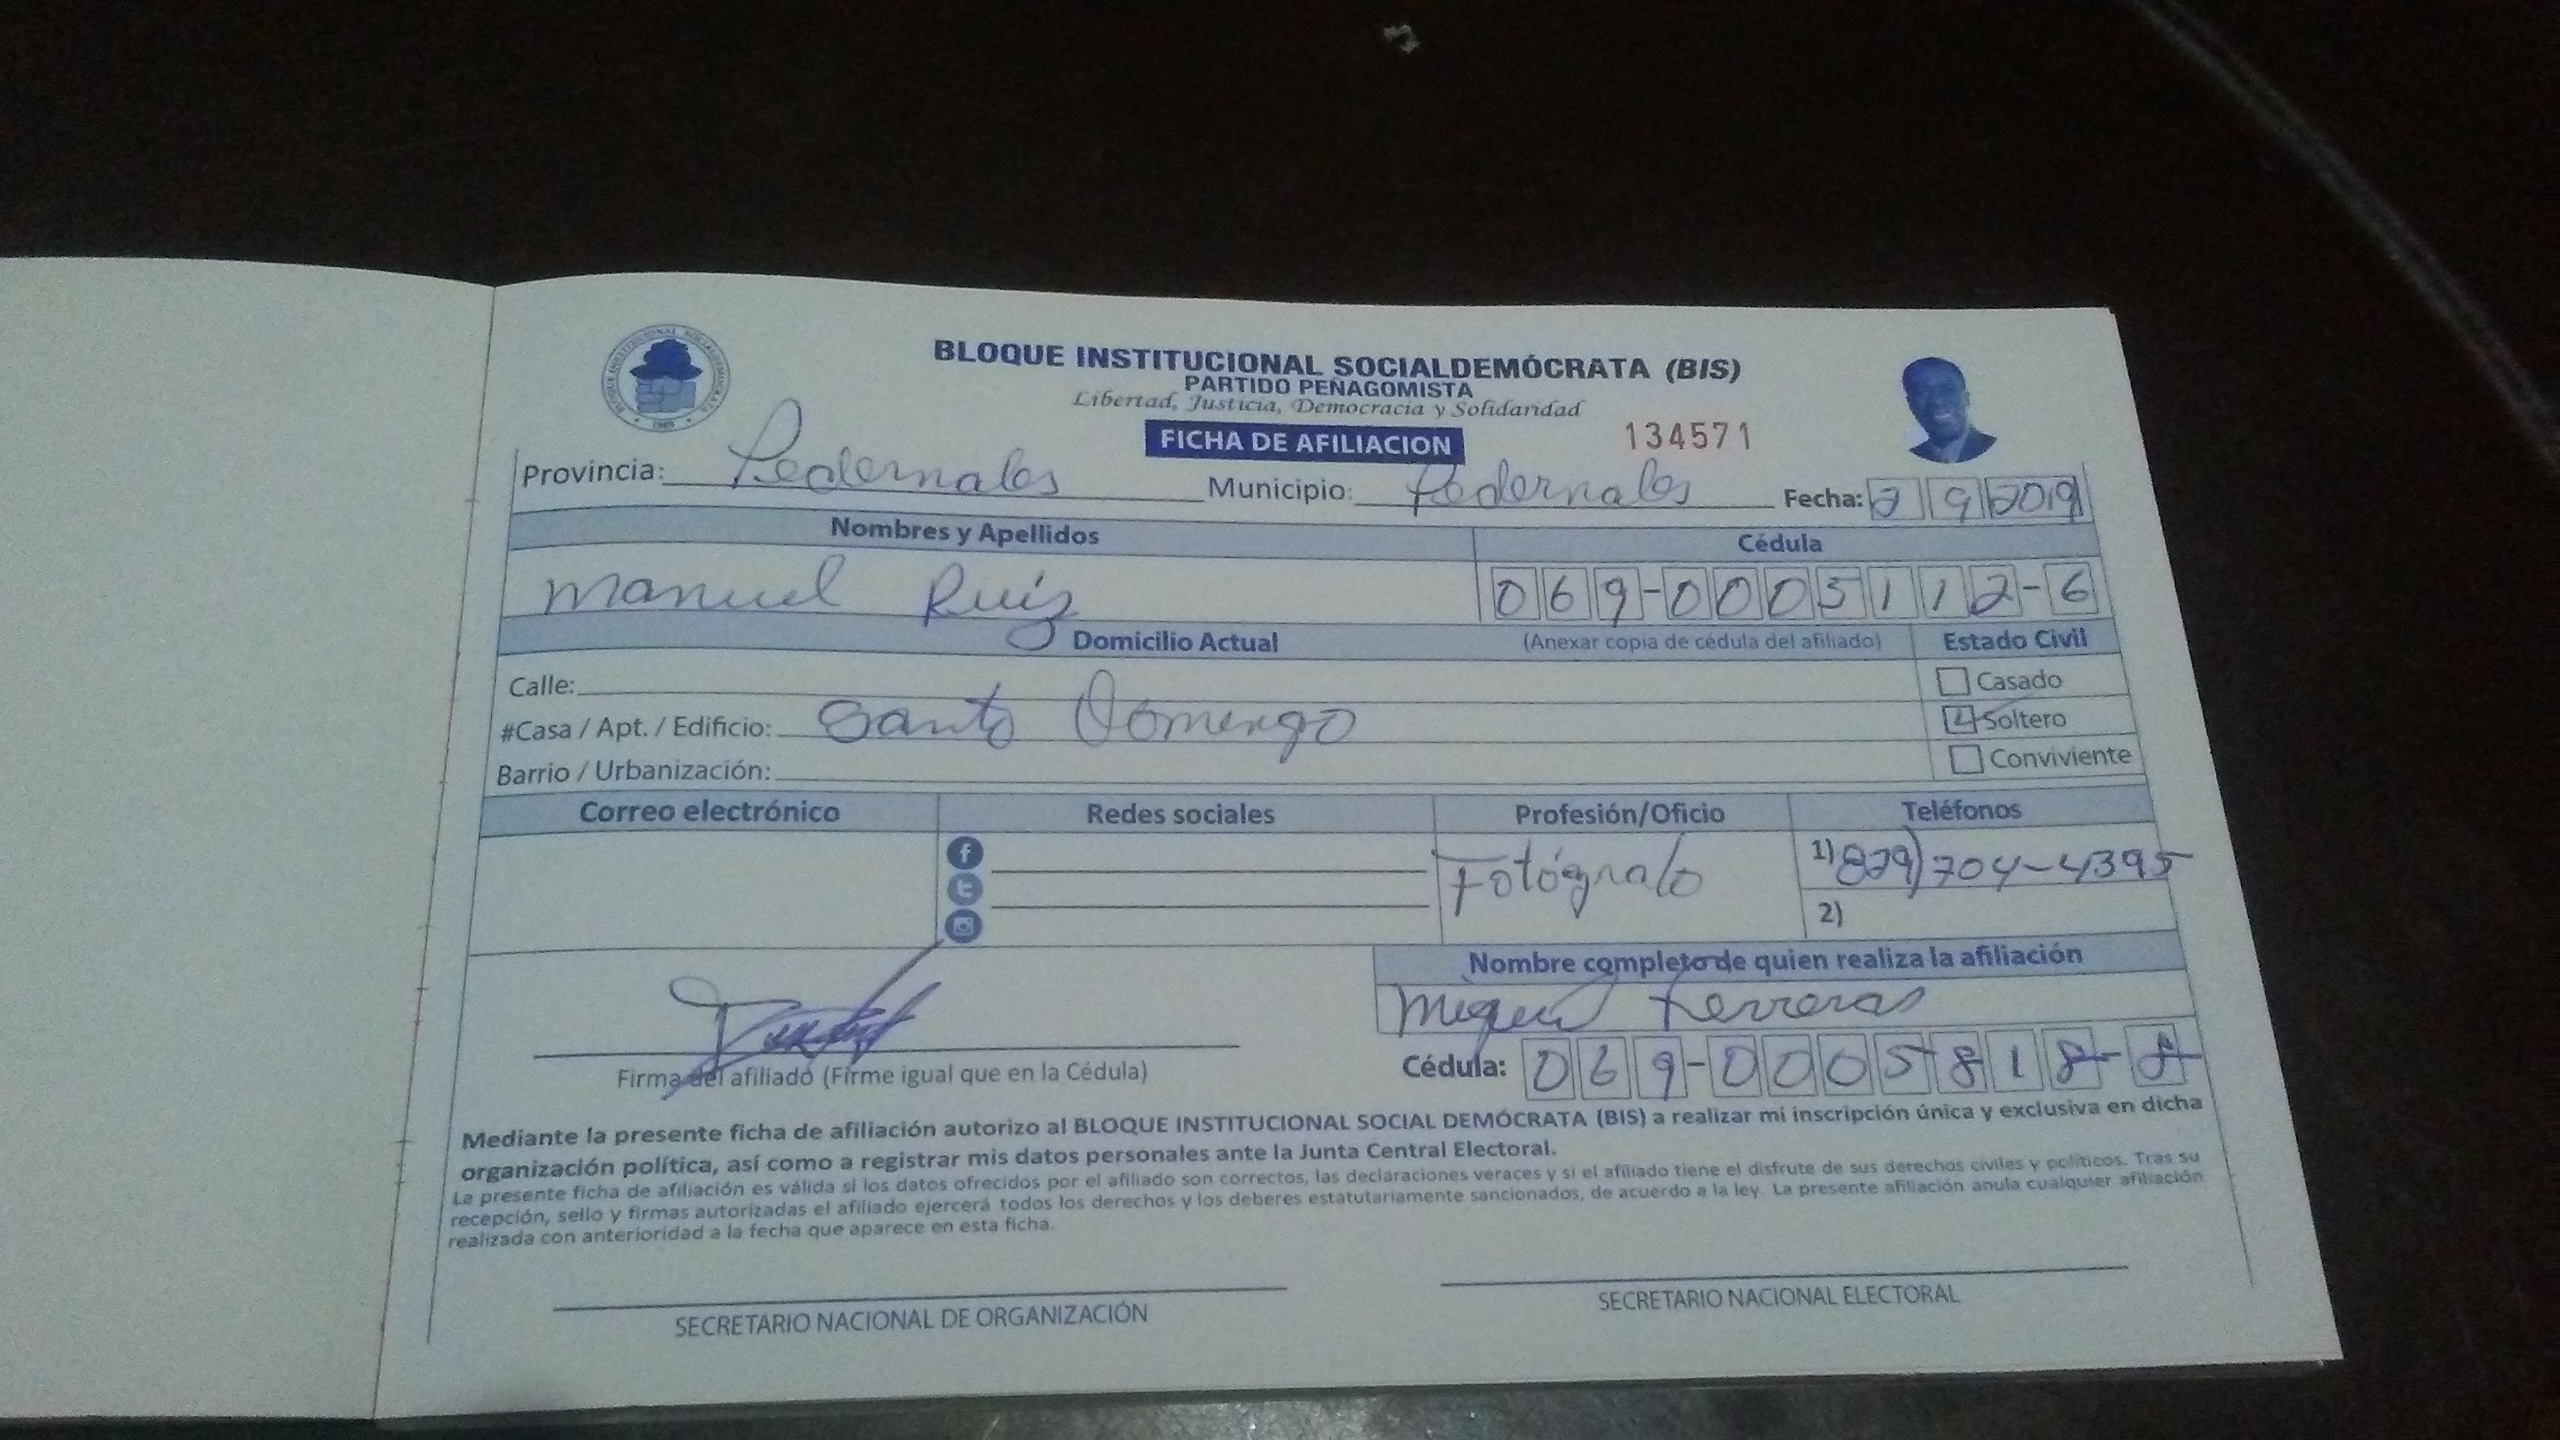 BLOQUE INSTITUCIONAL SOCIALDEMOCRATA
1989
BLOQUE INSTITUCIONAL SOCIALDEMÓCRATA (BIS)
PARTIDO PEÑAGOMISTA
Libertad, Justicia, Democracia y Solidaridad
FICHA DE AFILIACION 134571
Provincia: Pedernales Municipio: Pedernales Fecha: 2 9 2019
Nombres y Apellidos Cédula
Manuel Ruíz 069-0005112-6
Domicilio Actual (Anexar copia de cédula del afiliado) Estado Civil
Calle: Casado
#Casa / Apt. / Edificio: Santo Domingo Soltero
Barrio / Urbanización: Conviviente
Correo electrónico Redes sociales Profesión/Oficio Teléfonos
Fotógrafo 1) 829) 704-4395
2)
Nombre completo de quien realiza la afiliación
Miguel Ferreras
Firma del afiliado (Firme igual que en la Cédula) Cédula: 069-0005818-8
Mediante la presente ficha de afiliación autorizo al BLOQUE INSTITUCIONAL SOCIAL DEMÓCRATA (BIS) a realizar mi inscripción única y exclusiva en dicha
organización política, así como a registrar mis datos personales ante la Junta Central Electoral.
La presente ficha de afiliación es válida si los datos ofrecidos por el afiliado son correctos, las declaraciones veraces y si el afiliado tiene el disfrute de sus derechos civiles y políticos. Tras su
recepción, sello y firmas autorizadas el afiliado ejercerá todos los derechos y los deberes estatutariamente sancionados, de acuerdo a la ley. La presente afiliación anula cualquier afiliación
realizada con anterioridad a la fecha que aparece en esta ficha.
SECRETARIO NACIONAL DE ORGANIZACIÓN SECRETARIO NACIONAL ELECTORAL